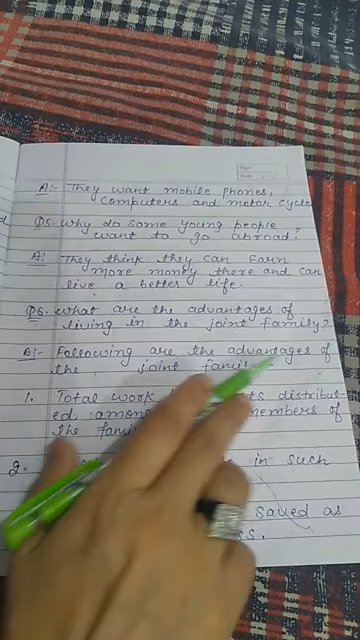 A:- They want mobile phones,
computers and motor cycle
Q5. Why do some young people
want to go abroad?
A:- They think they can Earn
more money there and can
live a better life.
Q6. What are the advantages of
living in the joint family?
A:- Following are the advantages of
the joint
1. Total work distribut-
ed members of
the
2. in such
saved as